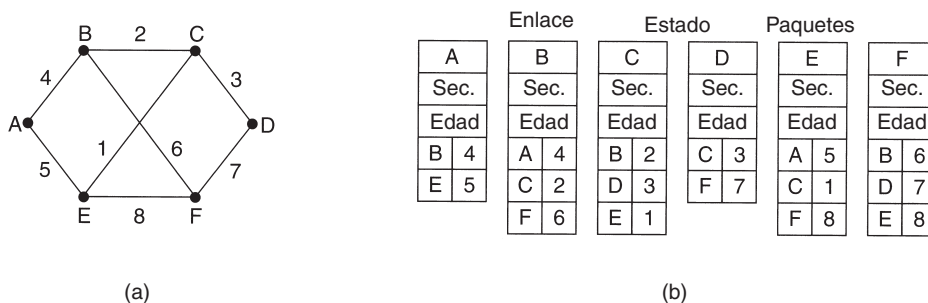 B 2 C
4 3
A D
1 6
5 7
E 8 F
(a)
Enlace Estado Paquetes
A B C D E F
Sec. Sec. Sec. Sec. Sec. Sec.
Edad Edad Edad Edad Edad Edad
B 4 A 4 B 2 C 3 A 5 B 6
E 5 C 2 D 3 F 7 C 1 D 7
F 6 E 1 F 8 E 8
(b)